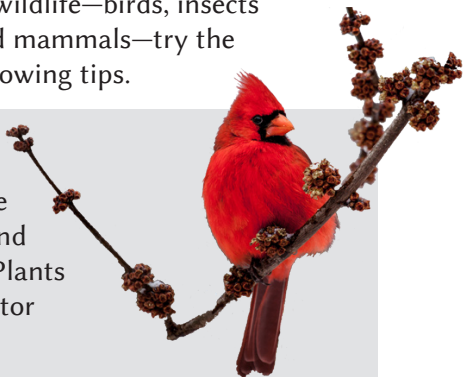 wildlife—birds, insects
mammals—try the
owing tips.
nd
Plants
tor